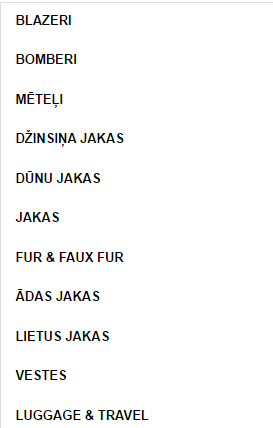 BLAZERI
BOMBERI
MĒTEĻI
DŽINSIŅA JAKAS
DŪNU JAKAS
JAKAS
FUR & FAUX FUR
ĀDAS JAKAS
LIETUS JAKAS
VESTES
LUGGAGE & TRAVEL